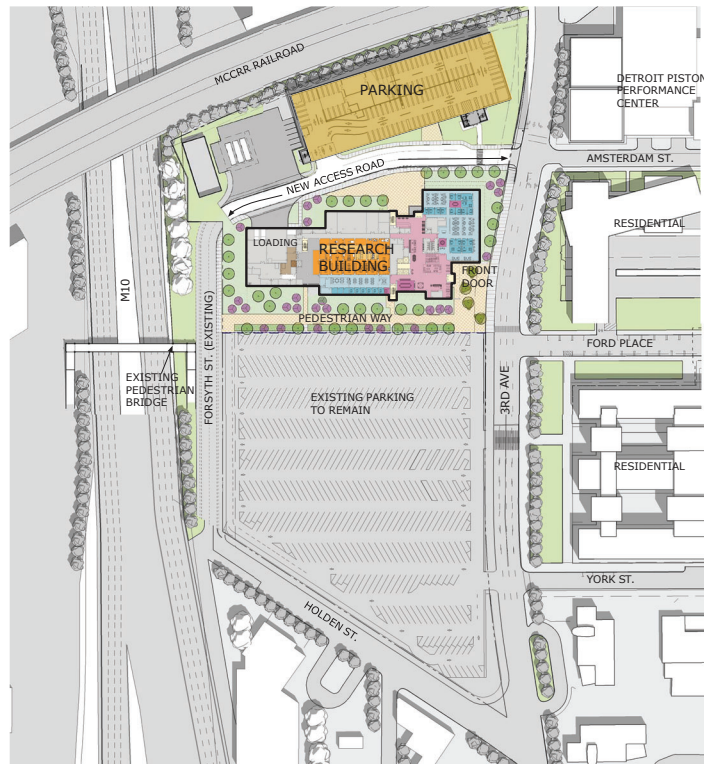 MCCRR RAILROAD
PARKING
DETROIT PISTON
PERFORMANCE
CENTER
AMSTERDAM ST.
NEW ACCESS ROAD
RESIDENTIAL
LOADING
RESEARCH
BUILDING
FRONT
DOOR
M10
PEDESTRIAN WAY
FORSYTH ST. (EXISTING)
FORD PLACE
EXISTING
PEDESTRIAN
BRIDGE
EXISTING PARKING
TO REMAIN
3RD AVE
RESIDENTIAL
YORK ST.
HOLDEN ST.